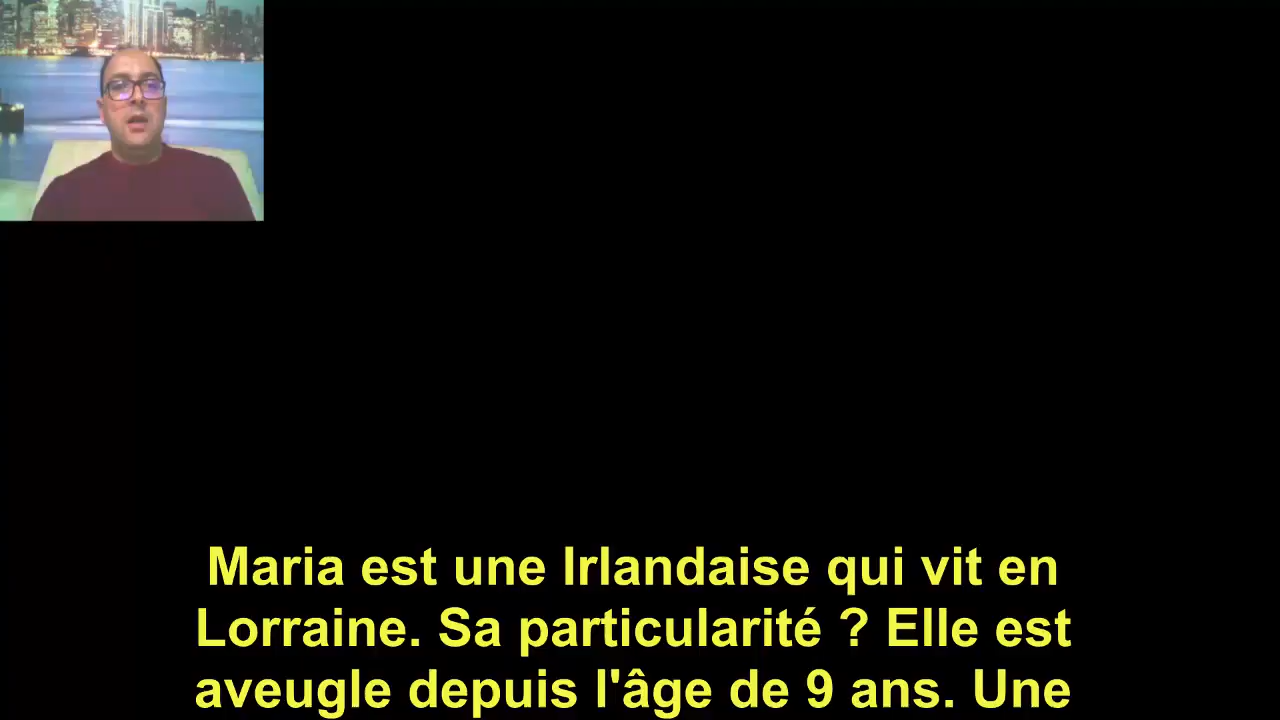 Maria est une Irlandaise qui vit en
Lorraine. Sa particularité ? Elle est
aveugle depuis l'âge de 9 ans. Une